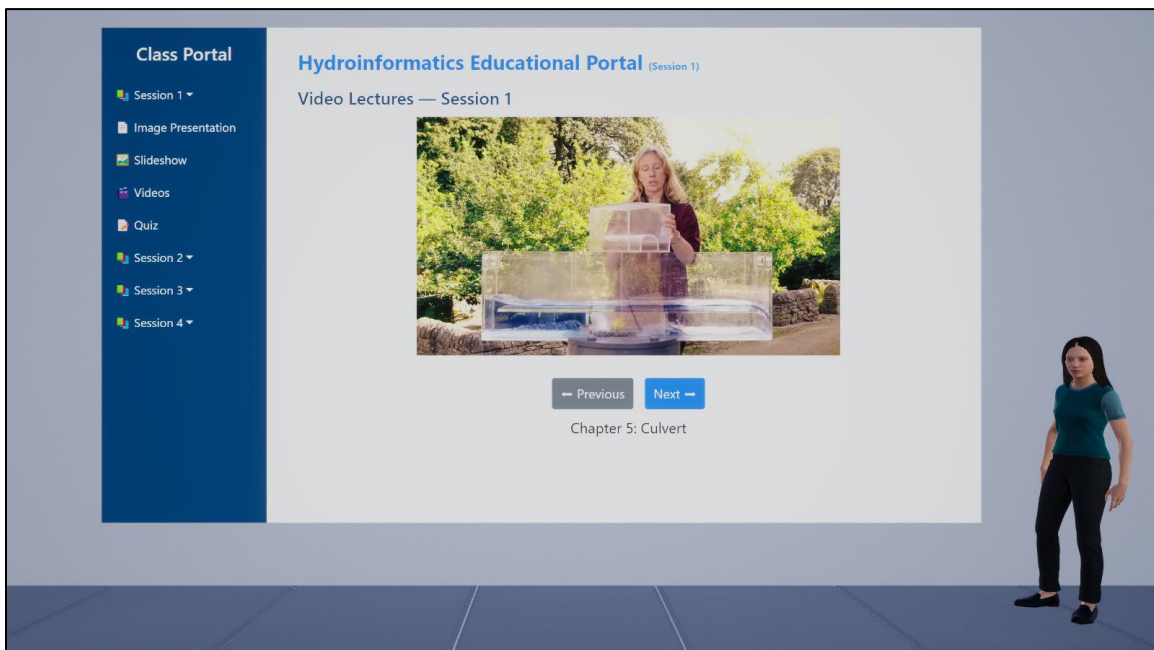 Class Portal
Session 1
Image Presentation
Slideshow
Videos
Quiz
Session 2
Session 3
Session 4
Hydroinformatics Educational Portal (Session 1)
Video Lectures — Session 1
← Previous
Next →
Chapter 5: Culvert